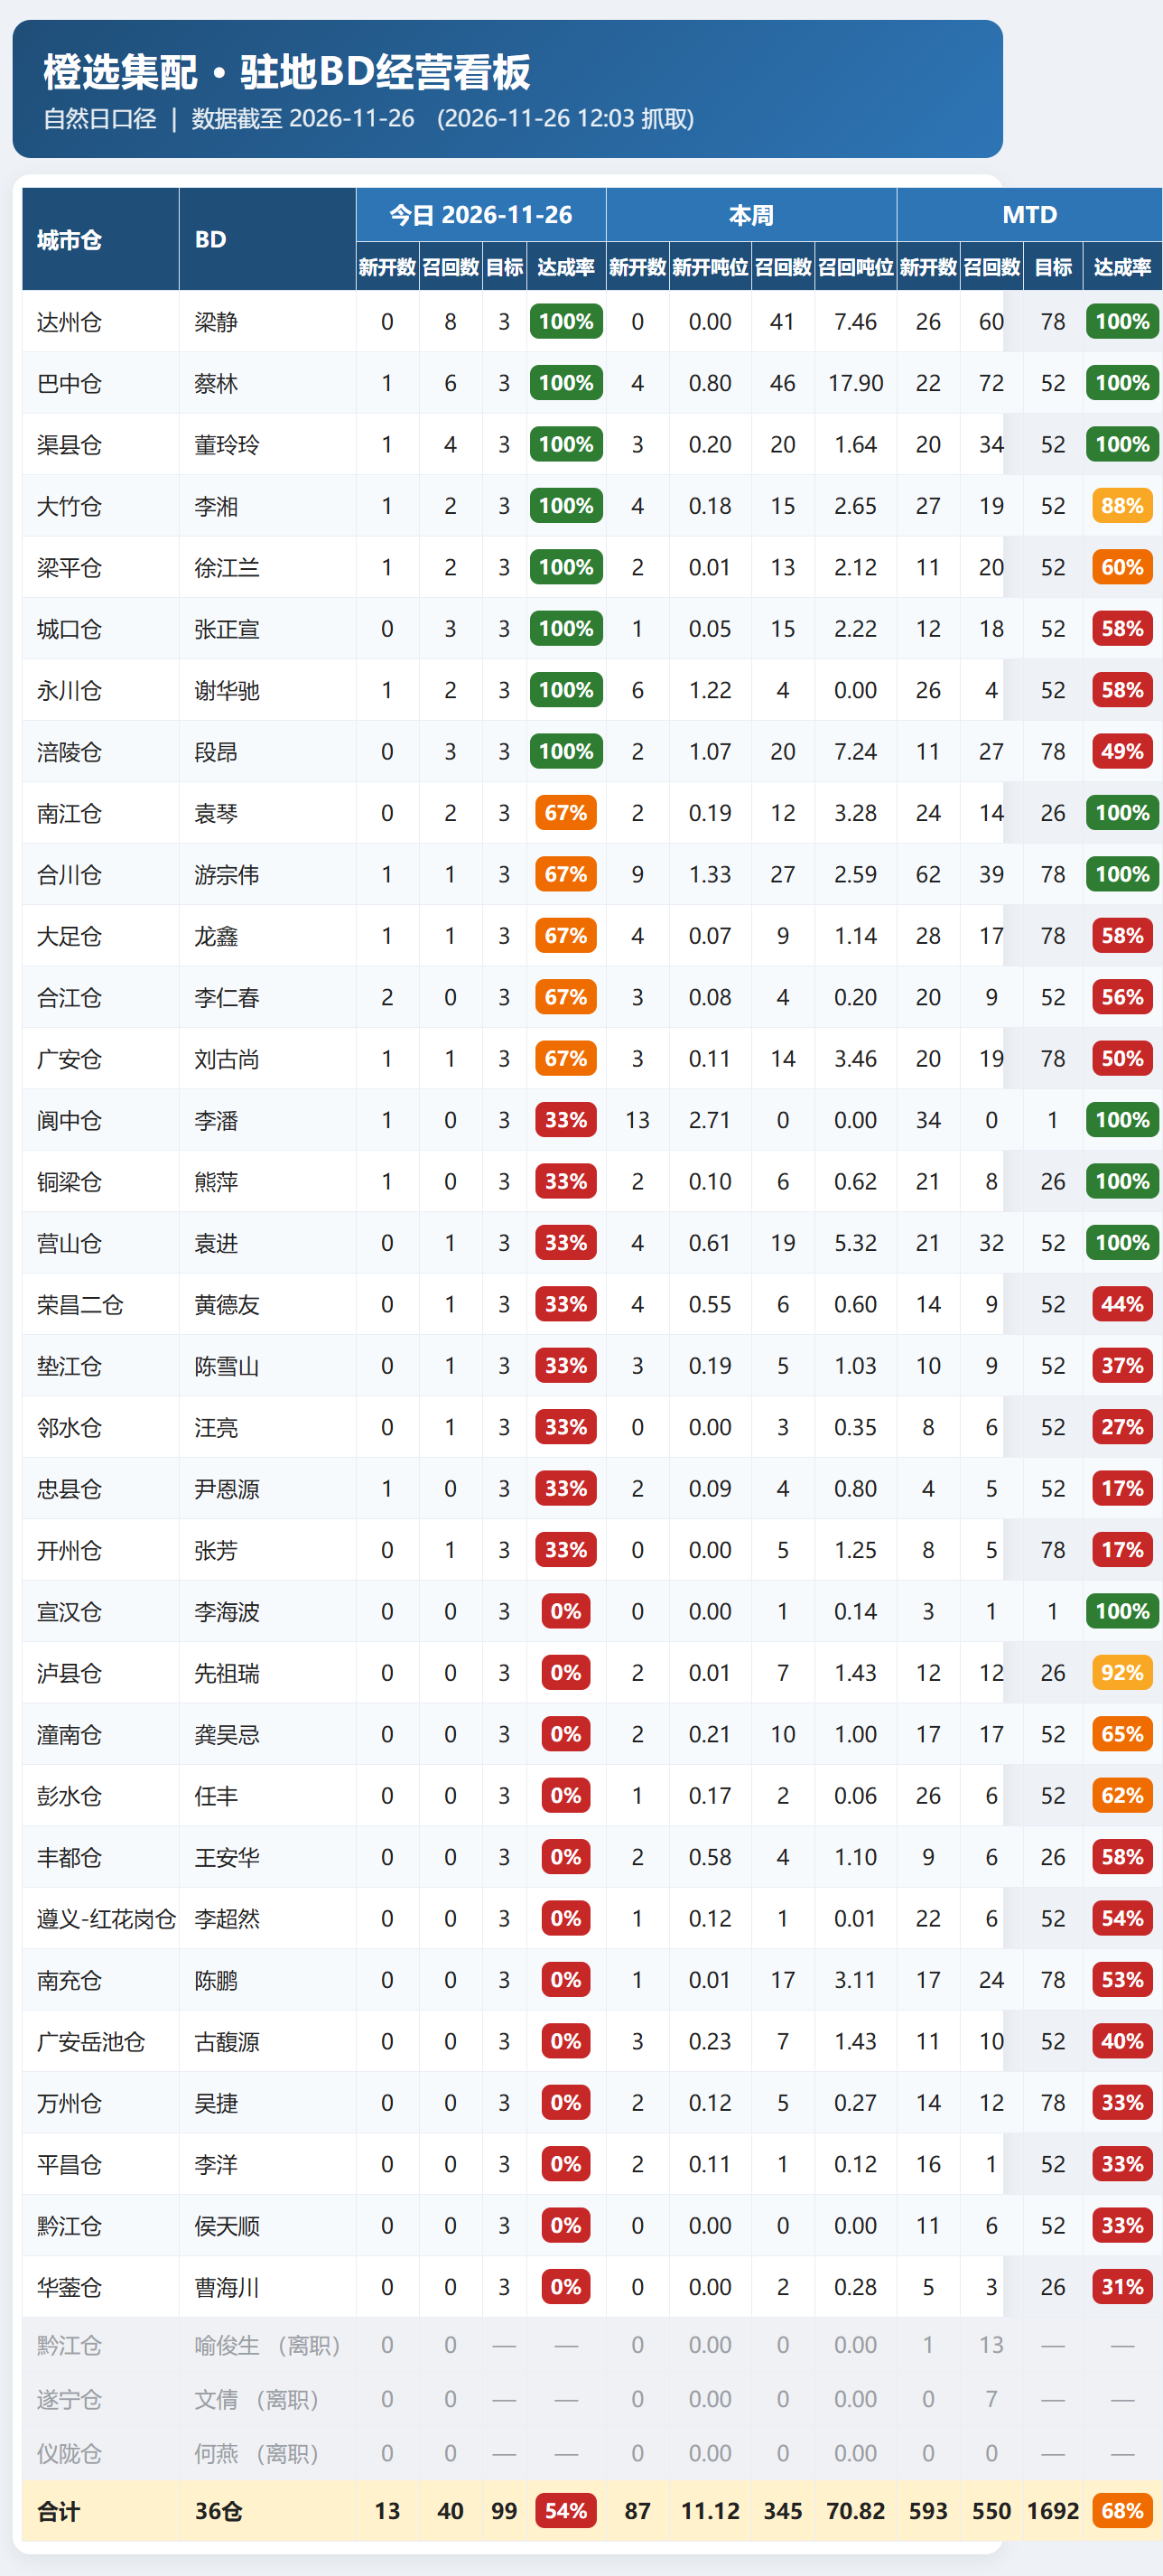 橙选集配 • 驻地BD经营看板
自然日口径 | 数据截至 2026-11-26 (2026-11-26 12:03 抓取)
城市仓 BD 今日 2026-11-26 本周 MTD
新开数 召回数 目标 达成率 新开数 新开吨位 召回数 召回吨位 新开数 召回数 目标 达成率
达州仓 梁静 0 8 3 100% 0 0.00 41 7.46 26 60 78 100%
巴中仓 蔡林 1 6 3 100% 4 0.80 46 17.90 22 72 52 100%
渠县仓 董玲玲 1 4 3 100% 3 0.20 20 1.64 20 34 52 100%
大竹仓 李湘 1 2 3 100% 4 0.18 15 2.65 27 19 52 88%
梁平仓 徐江兰 1 2 3 100% 2 0.01 13 2.12 11 20 52 60%
城口仓 张正宣 0 3 3 100% 1 0.05 15 2.22 12 18 52 58%
永川仓 谢华驰 1 2 3 100% 6 1.22 4 0.00 26 4 52 58%
涪陵仓 段昂 0 3 3 100% 2 1.07 20 7.24 11 27 78 49%
南江仓 袁琴 0 2 3 67% 2 0.19 12 3.28 24 14 26 100%
合川仓 游宗伟 1 1 3 67% 9 1.33 27 2.59 62 39 78 100%
大足仓 龙鑫 1 1 3 67% 4 0.07 9 1.14 28 17 78 58%
合江仓 李仁春 2 0 3 67% 3 0.08 4 0.20 20 9 52 56%
广安仓 刘古尚 1 1 3 67% 3 0.11 14 3.46 20 19 78 50%
阆中仓 李潘 1 0 3 33% 13 2.71 0 0.00 34 0 1 100%
铜梁仓 熊萍 1 0 3 33% 2 0.10 6 0.62 21 8 26 100%
营山仓 袁进 0 1 3 33% 4 0.61 19 5.32 21 32 52 100%
荣昌二仓 黄德友 0 1 3 33% 4 0.55 6 0.60 14 9 52 44%
垫江仓 陈雪山 0 1 3 33% 3 0.19 5 1.03 10 9 52 37%
邻水仓 汪亮 0 1 3 33% 0 0.00 3 0.35 8 6 52 27%
忠县仓 尹恩源 1 0 3 33% 2 0.09 4 0.80 4 5 52 17%
开州仓 张芳 0 1 3 33% 0 0.00 5 1.25 8 5 78 17%
宣汉仓 李海波 0 0 3 0% 0 0.00 1 0.14 3 1 1 100%
泸县仓 先祖瑞 0 0 3 0% 2 0.01 7 1.43 12 12 26 92%
潼南仓 龚吴忌 0 0 3 0% 2 0.21 10 1.00 17 17 52 65%
彭水仓 任丰 0 0 3 0% 1 0.17 2 0.06 26 6 52 62%
丰都仓 王安华 0 0 3 0% 2 0.58 4 1.10 9 6 26 58%
遵义-红花岗仓 李超然 0 0 3 0% 1 0.12 1 0.01 22 6 52 54%
南充仓 陈鹏 0 0 3 0% 1 0.01 17 3.11 17 24 78 53%
广安岳池仓 古馥源 0 0 3 0% 3 0.23 7 1.43 11 10 52 40%
万州仓 吴捷 0 0 3 0% 2 0.12 5 0.27 14 12 78 33%
平昌仓 李洋 0 0 3 0% 2 0.11 1 0.12 16 1 52 33%
黔江仓 侯天顺 0 0 3 0% 0 0.00 0 0.00 11 6 52 33%
华蓥仓 曹海川 0 0 3 0% 0 0.00 2 0.28 5 3 26 31%
黔江仓 喻俊生 (离职) 0 0 — — 0 0.00 0 0.00 1 13 — —
遂宁仓 文倩 (离职) 0 0 — — 0 0.00 0 0.00 0 7 — —
仪陇仓 何燕 (离职) 0 0 — — 0 0.00 0 0.00 0 0 — —
合计 36仓 13 40 99 54% 87 11.12 345 70.82 593 550 1692 68%